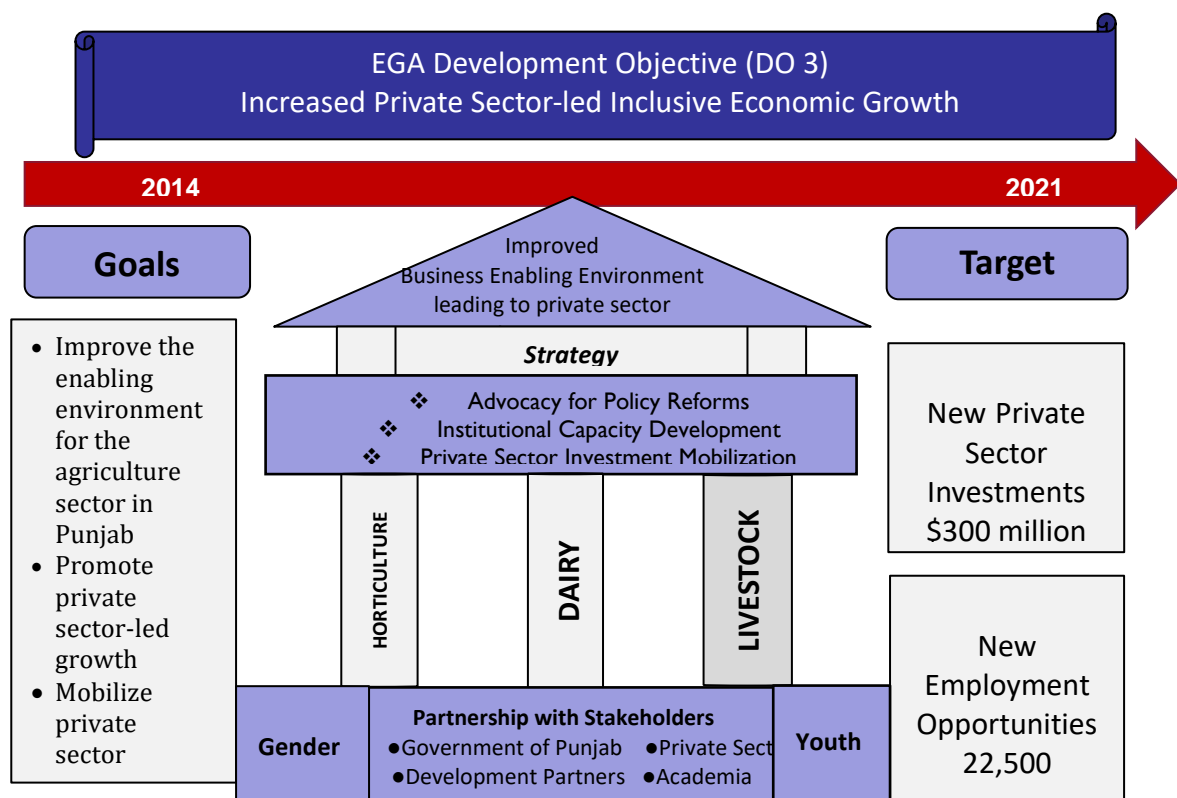 EGA Development Objective (DO 3)
Increased Private Sector-led Inclusive Economic Growth
2014
2021
Goals
• Improve the
enabling
environment
for the
agriculture
sector in
Punjab
• Promote
private
sector-led
growth
• Mobilize
private
sector
Improved
Business Enabling Environment
leading to private sector
Strategy
❖ Advocacy for Policy Reforms
❖ Institutional Capacity Development
❖ Private Sector Investment Mobilization
HORTICULTURE
DAIRY
LIVESTOCK
Gender
Partnership with Stakeholders
●Government of Punjab ●Private Sect
●Development Partners ●Academia
Youth
Target
New Private
Sector
Investments
$300 million
New
Employment
Opportunities
22,500